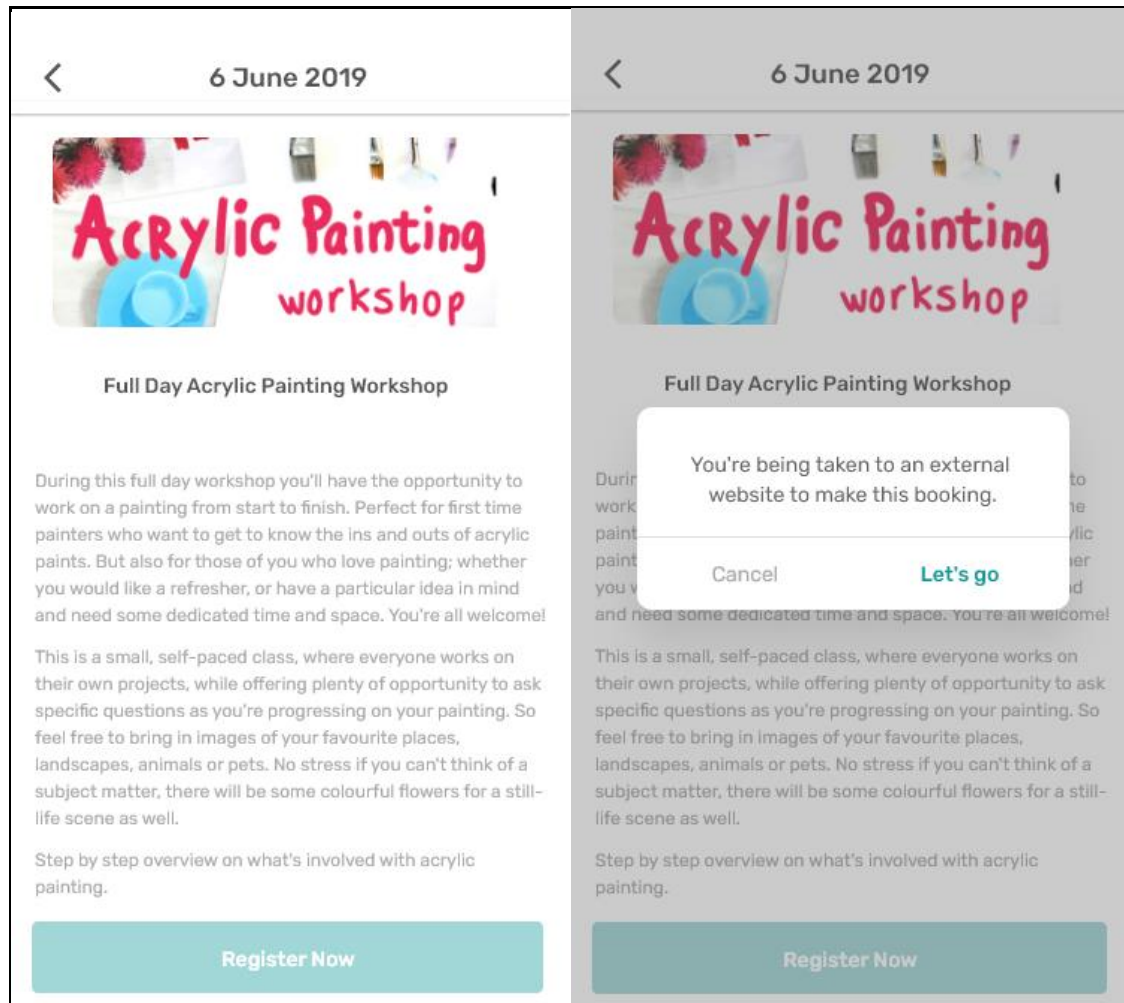 6 June 2019
Acrylic Painting
workshop
Full Day Acrylic Painting Workshop
During this full day workshop you'll have the opportunity to
work on a painting from start to finish. Perfect for first time
painters who want to get to know the ins and outs of acrylic
paints. But also for those of you who love painting; whether
you would like a refresher, or have a particular idea in mind
and need some dedicated time and space. You're all welcome!
This is a small, self-paced class, where everyone works on
their own projects, while offering plenty of opportunity to ask
specific questions as you're progressing on your painting. So
feel free to bring in images of your favourite places,
landscapes, animals or pets. No stress if you can't think of a
subject matter, there will be some colourful flowers for a still-
life scene as well.
Step by step overview on what's involved with acrylic
painting.
Register Now
6 June 2019
Acrylic Painting
workshop
Full Day Acrylic Painting Workshop
You're being taken to an external
website to make this booking.
Cancel Let's go
and need some dedicated time and space. You're all welcome!
This is a small, self-paced class, where everyone works on
their own projects, while offering plenty of opportunity to ask
specific questions as you're progressing on your painting. So
feel free to bring in images of your favourite places,
landscapes, animals or pets. No stress if you can't think of a
subject matter, there will be some colourful flowers for a still-
life scene as well.
Step by step overview on what's involved with acrylic
painting.
Register Now